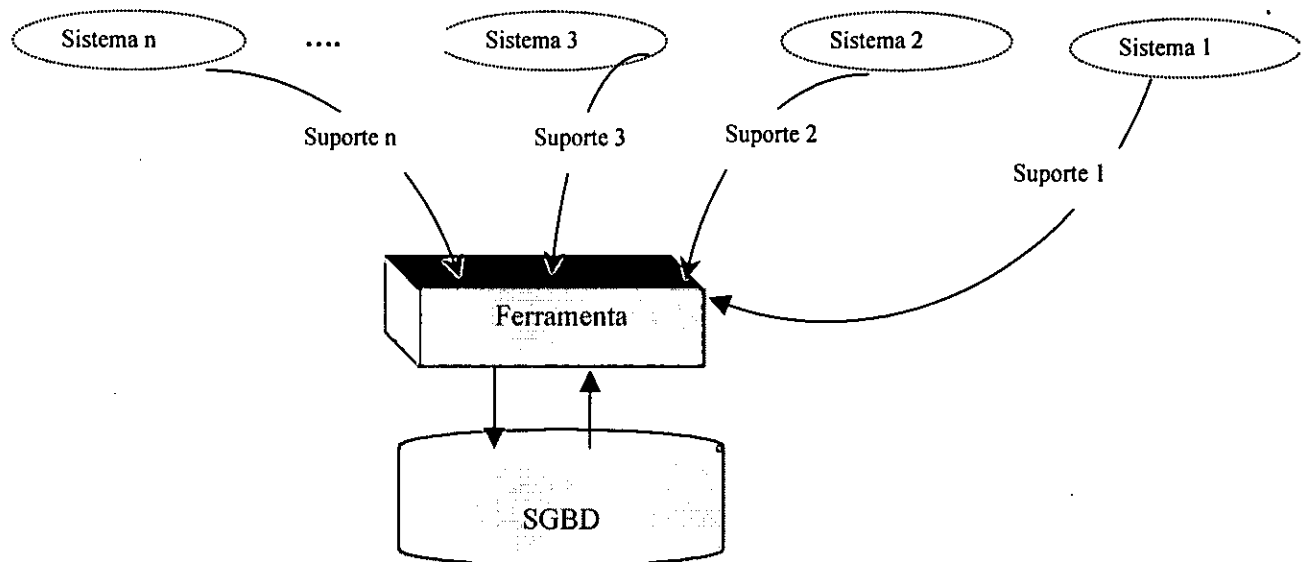 Sistema n
....
Sistema 3
Sistema 2
Sistema 1
Suporte n
Suporte 3
Suporte 2
Suporte 1
Ferramenta
SGBD